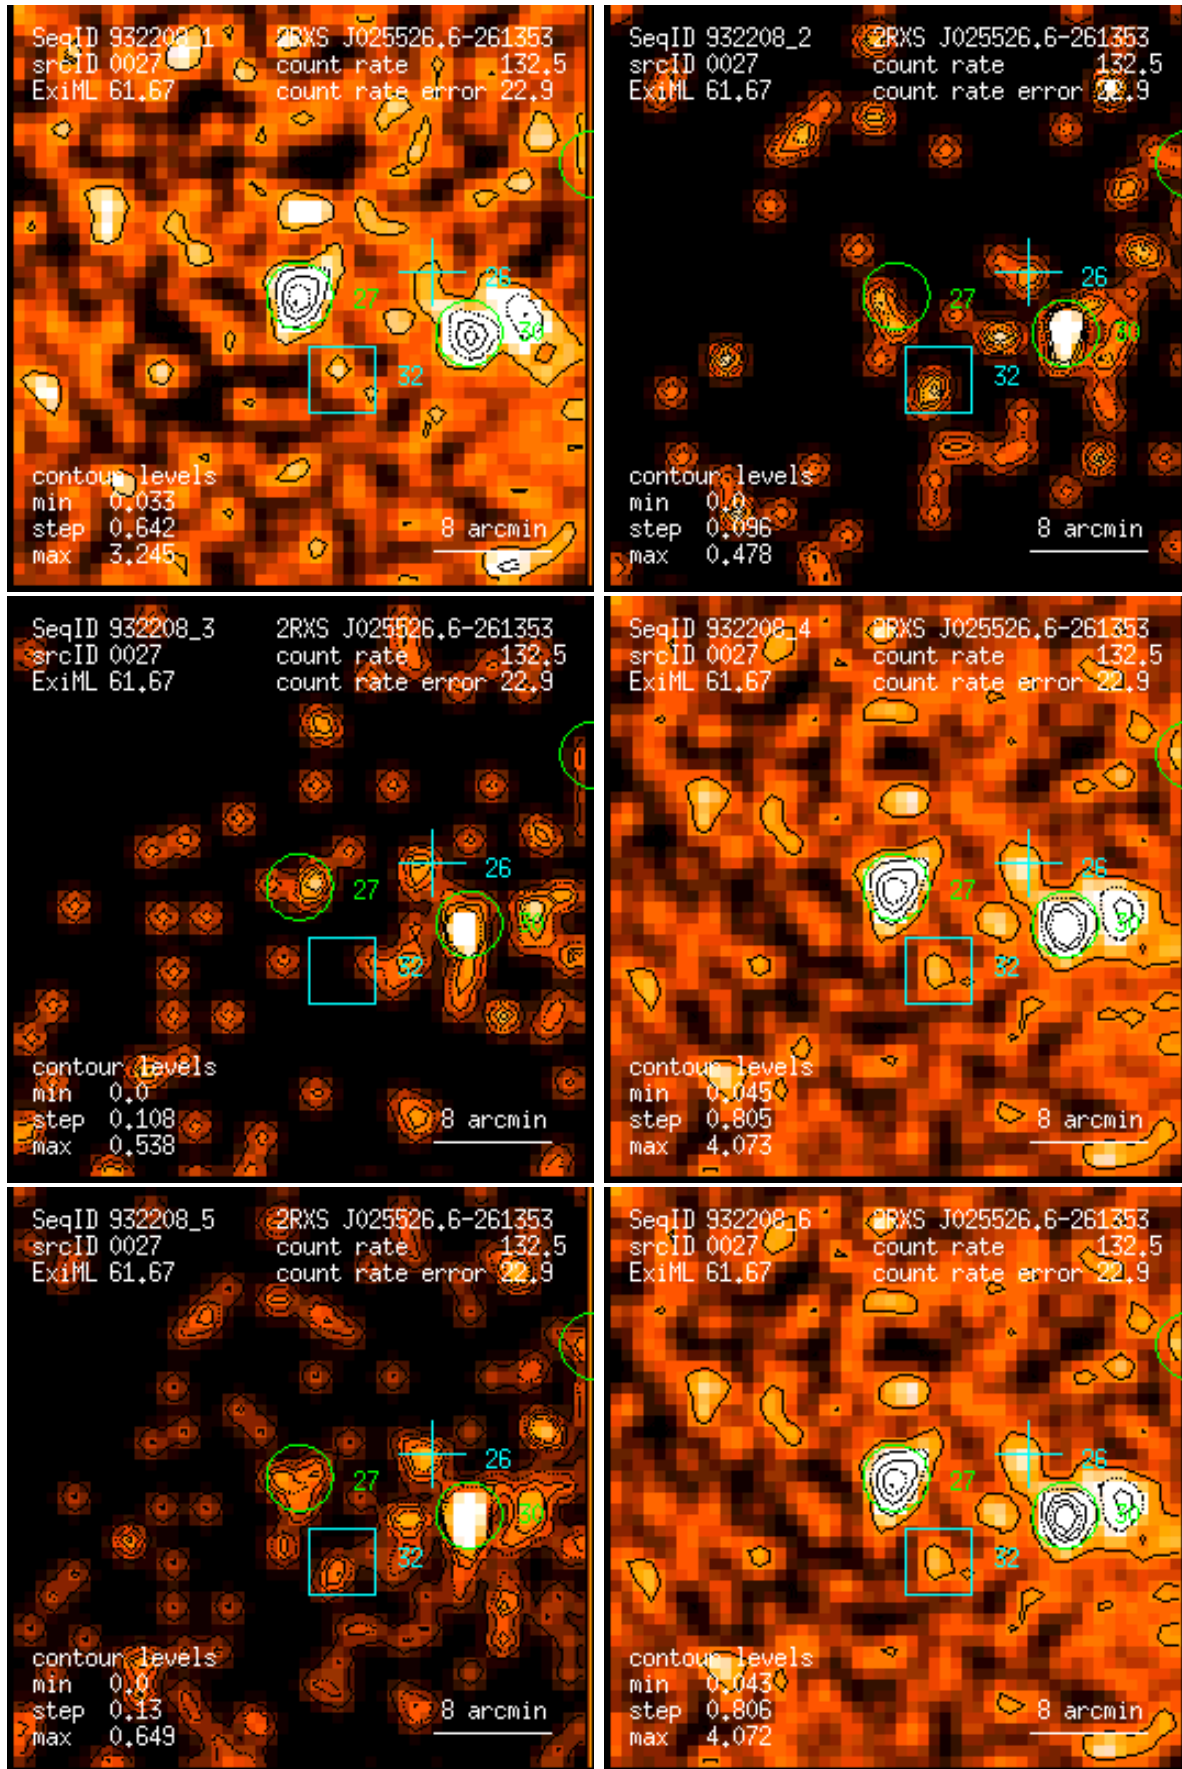 SeqID 932208_1 2RXS J025526.6-261353
srcID 0027 count rate 132.5
ExiML 61.67 count rate error 22.9
26
27
30
32
contour levels
min 0.033
step 0.642 8 arcmin
max 3.245
SeqID 932208_2 2RXS J025526.6-261353
srcID 0027 count rate 132.5
ExiML 61.67 count rate error 22.9
26
27
30
32
contour levels
min 0.0
step 0.096 8 arcmin
max 0.478
SeqID 932208_3 2RXS J025526.6-261353
srcID 0027 count rate 132.5
ExiML 61.67 count rate error 22.9
26
27
30
32
contour levels
min 0.0
step 0.108 8 arcmin
max 0.538
SeqID 932208_4 2RXS J025526.6-261353
srcID 0027 count rate 132.5
ExiML 61.67 count rate error 22.9
26
27
30
32
contour levels
min 0.045
step 0.805 8 arcmin
max 4.073
SeqID 932208_5 2RXS J025526.6-261353
srcID 0027 count rate 132.5
ExiML 61.67 count rate error 22.9
26
27
30
32
contour levels
min 0.0
step 0.13 8 arcmin
max 0.649
SeqID 932208_6 2RXS J025526.6-261353
srcID 0027 count rate 132.5
ExiML 61.67 count rate error 22.9
26
27
30
32
contour levels
min 0.043
step 0.806 8 arcmin
max 4.072